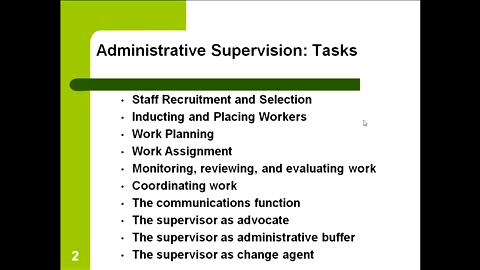 Administrative Supervision: Tasks
• Staff Recruitment and Selection
• Inducting and Placing Workers
• Work Planning
• Work Assignment
• Monitoring, reviewing, and evaluating work
• Coordinating work
• The communications function
• The supervisor as advocate
• The supervisor as administrative buffer
• The supervisor as change agent
2